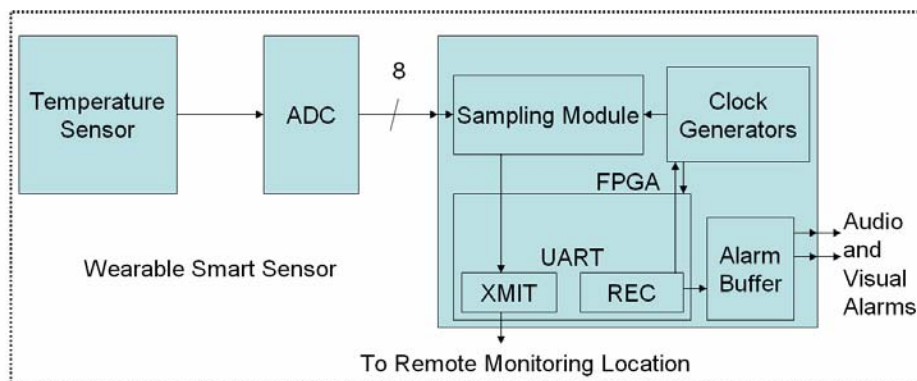 Temperature
Sensor
ADC
8
Sampling Module
Clock
Generators
FPGA
UART
XMIT
REC
Alarm
Buffer
Audio
and
Visual
Alarms
Wearable Smart Sensor
To Remote Monitoring Location